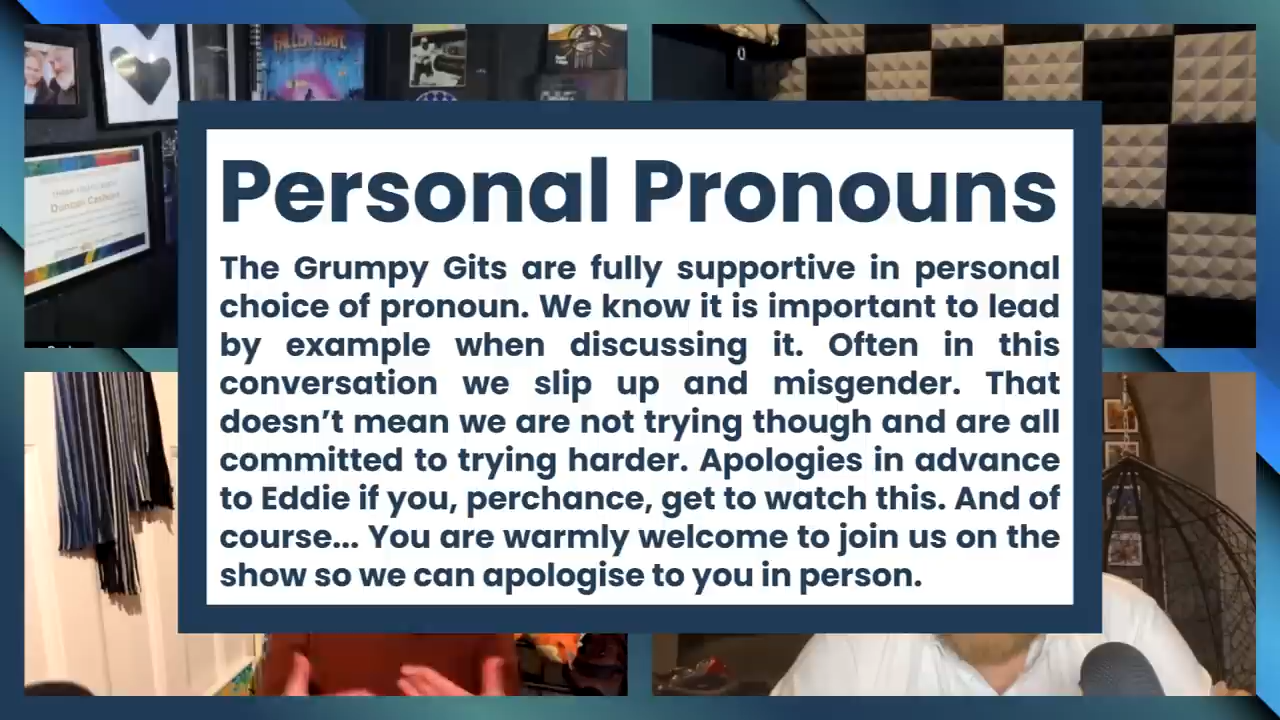 FALLEN STATE
Personal Pronouns
The Grumpy Gits are fully supportive in personal
choice of pronoun. We know it is important to lead
by example when discussing it. Often in this
conversation we slip up and misgender. That
doesn’t mean we are not trying though and are all
committed to trying harder. Apologies in advance
to Eddie if you, perchance, get to watch this. And of
course... You are warmly welcome to join us on the
show so we can apologise to you in person.